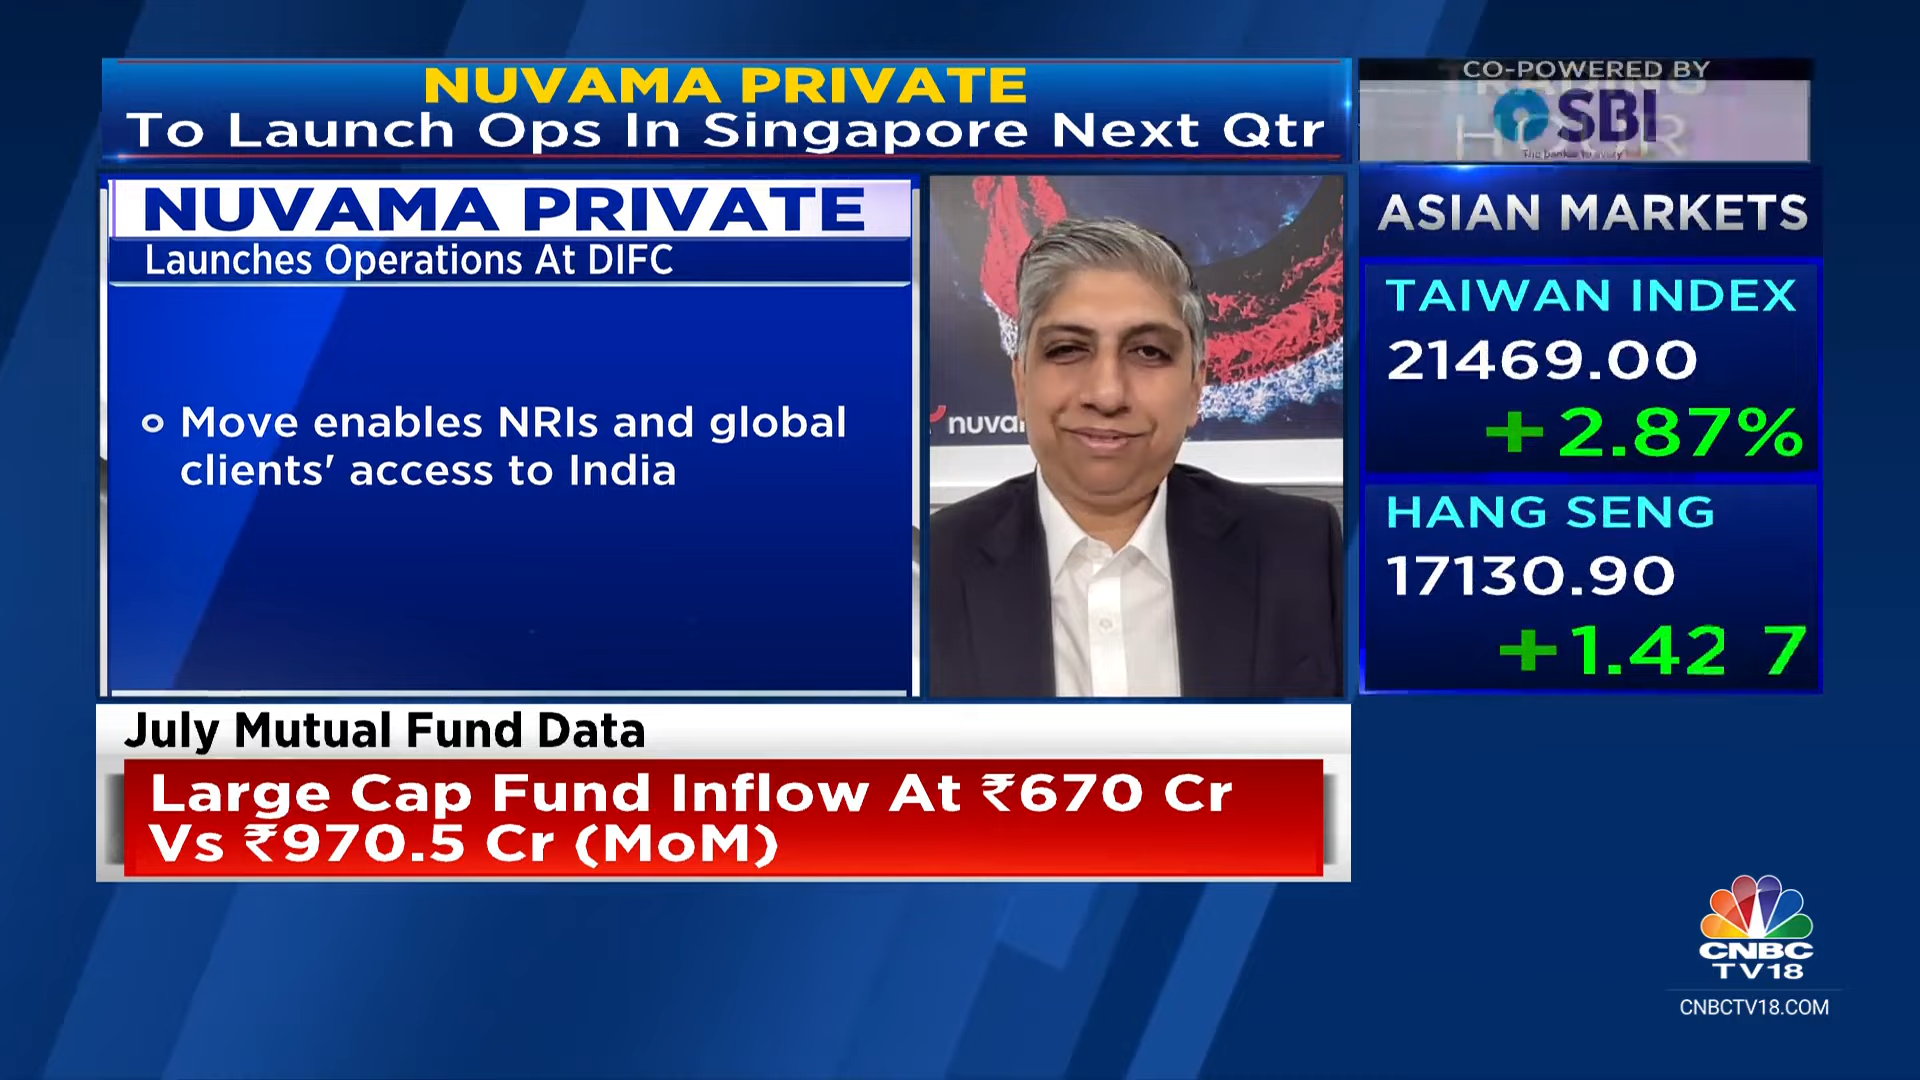 NUVAMA PRIVATE
To Launch Ops In Singapore Next Qtr
NUVAMA PRIVATE
Launches Operations At DIFC
Move enables NRIs and global
clients' access to India
nuva
July Mutual Fund Data
Large Cap Fund Inflow At ₹670 Cr
Vs ₹970.5 Cr (MoM)
CO-POWERED BY
TRADING
HOUR
SBI
ASIAN MARKETS
TAIWAN INDEX
21469.00
+2.87%
HANG SENG
17130.90
+1.42 7
CNBC
TV18
CNBCTV18.COM